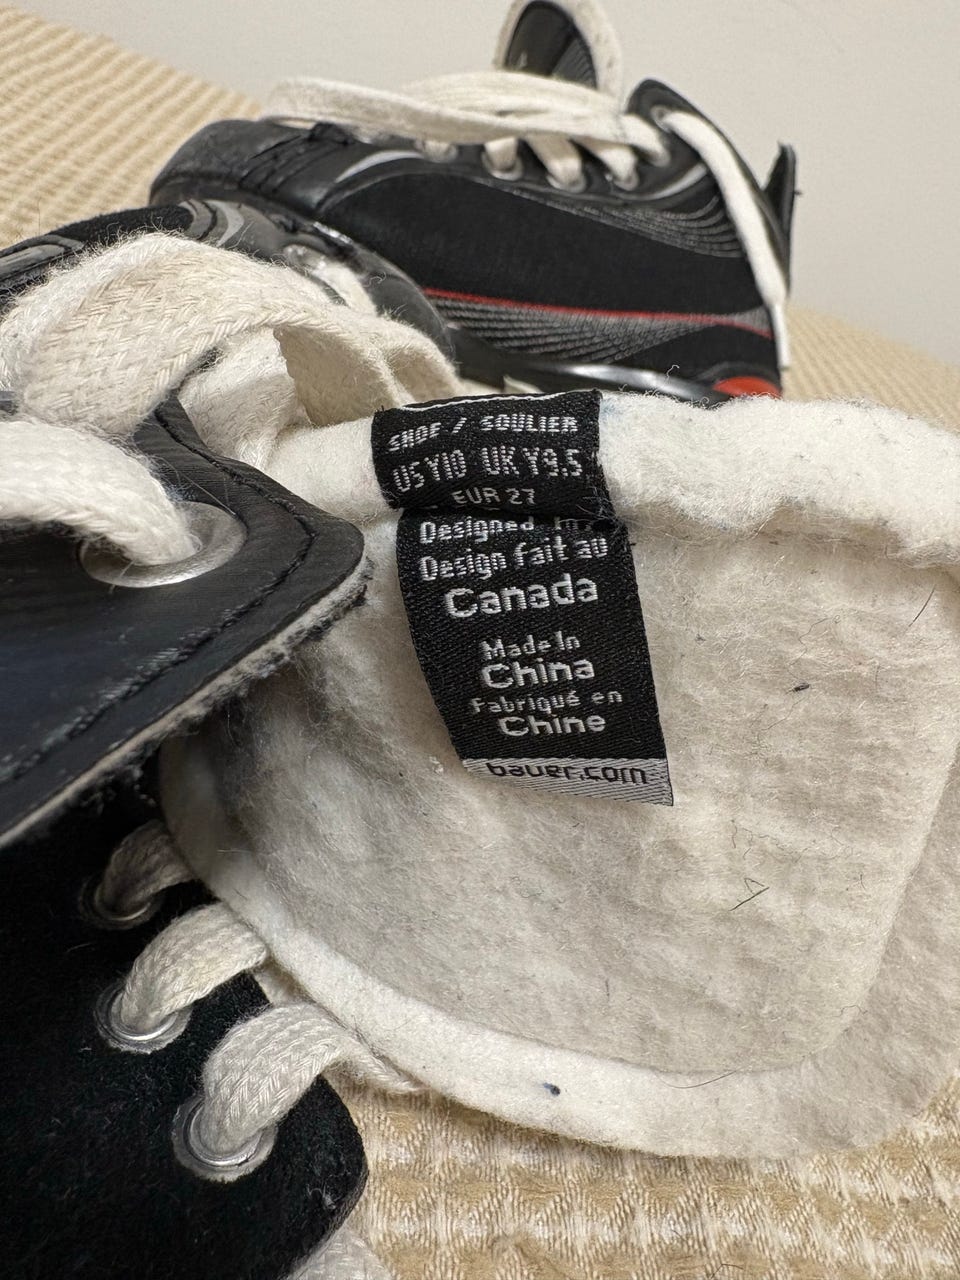 SHOE / SOULIER
US Y10 UK Y9.5
EUR 27
Designed in /
Design fait au
Canada
Made In
China
Fabriqué en
Chine
bauer.com